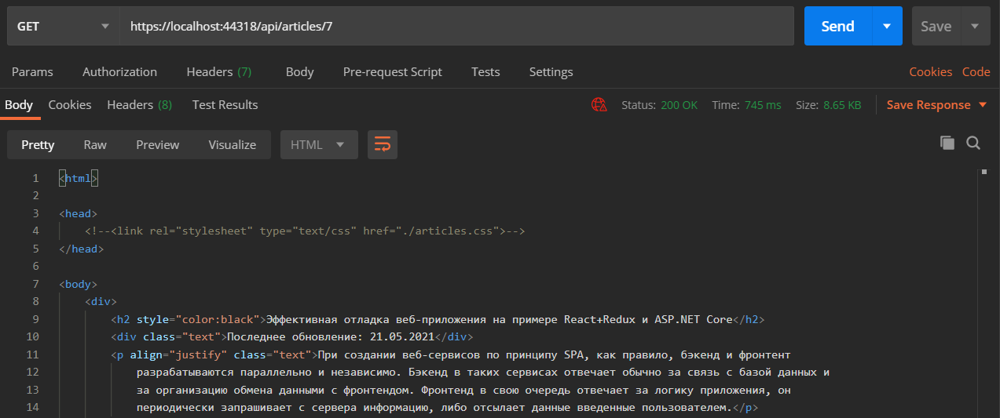 GET https://localhost:44318/api/articles/7 Send Save
Params Authorization Headers (7) Body Pre-request Script Tests Settings Cookies Code
Body Cookies Headers (8) Test Results Status: 200 OK Time: 745 ms Size: 8.65 KB Save Response
Pretty Raw Preview Visualize HTML
1 <html>
2
3 <head>
4 <!--<link rel="stylesheet" type="text/css" href="./articles.css">-->
5 </head>
6
7 <body>
8 <div>
9 <h2 style="color:black">Эффективная отладка веб-приложения на примере React+Redux и ASP.NET Core</h2>
10 <div class="text">Последнее обновление: 21.05.2021</div>
11 <p align="justify" class="text">При создании веб-сервисов по принципу SPA, как правило, бэкенд и фронтент
12 разрабатываются параллельно и независимо. Бэкенд в таких сервисах отвечает обычно за связь с базой данных и
13 за организацию обмена данными с фронтендом. Фронтенд в свою очередь отвечает за логику приложения, он
14 периодически запрашивает с сервера информацию, либо отсылает данные введенные пользователем.</p>